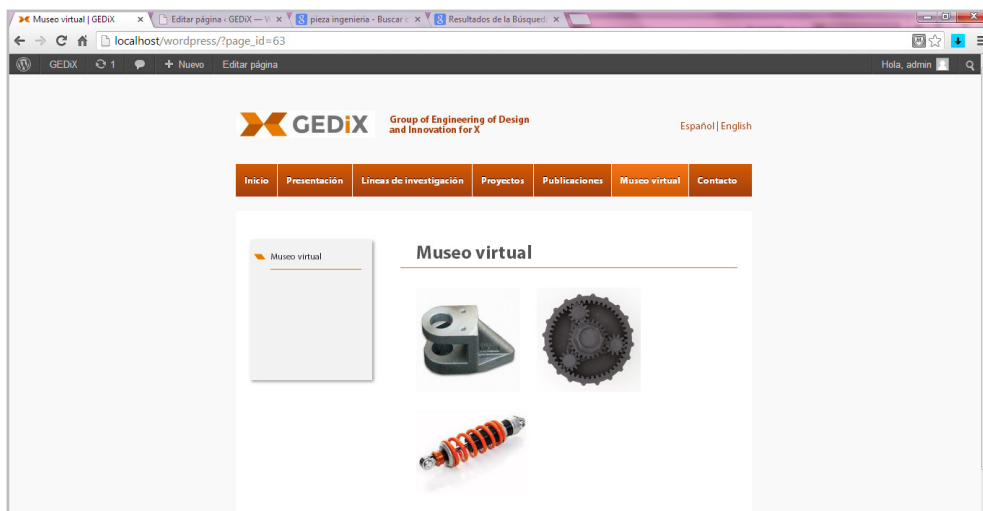 Museo virtual | GEDiX
Editar página ‹ GEDiX — W
pieza ingenieria - Buscar c
Resultados de la Búsqued
localhost/wordpress/?page_id=63
GEDiX 1 + Nuevo Editar página Hola, admin
GEDiX
Group of Engineering of Design
and Innovation for X
Español | English
Inicio Presentación Líneas de investigación Proyectos Publicaciones Museo virtual Contacto
Museo virtual
Museo virtual